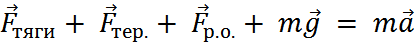 F⃗тяги + F⃗тер. + F⃗р.о. + mg⃗ = ma⃗